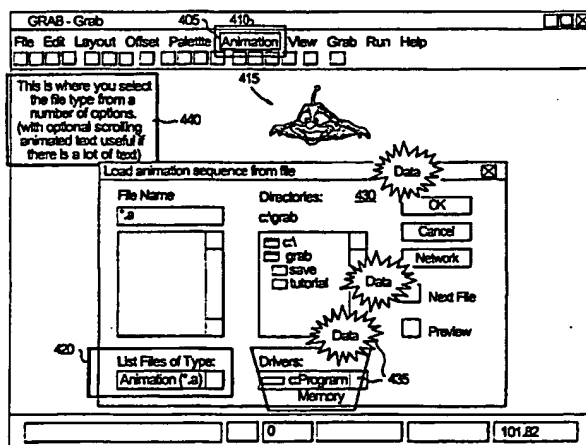 405 410
GRAB - Grab
File Edit Layout Offset Palettte Animation View Grab Run Help
This is where you select
the file type from a
number of options.
(with optional scrolling
animated text useful if
there is a lot of text)
440
415
Load animation sequence from file
Data
File Name
*.a
Directories:
430
c:\grab
c:\
grab
save
tutorial
OK
Cancel
Network
Data
Next File
Data
Preview
420
List Files of Type:
Animation (*.a)
Drivers:
c:Program
Memory
435
0
101.82